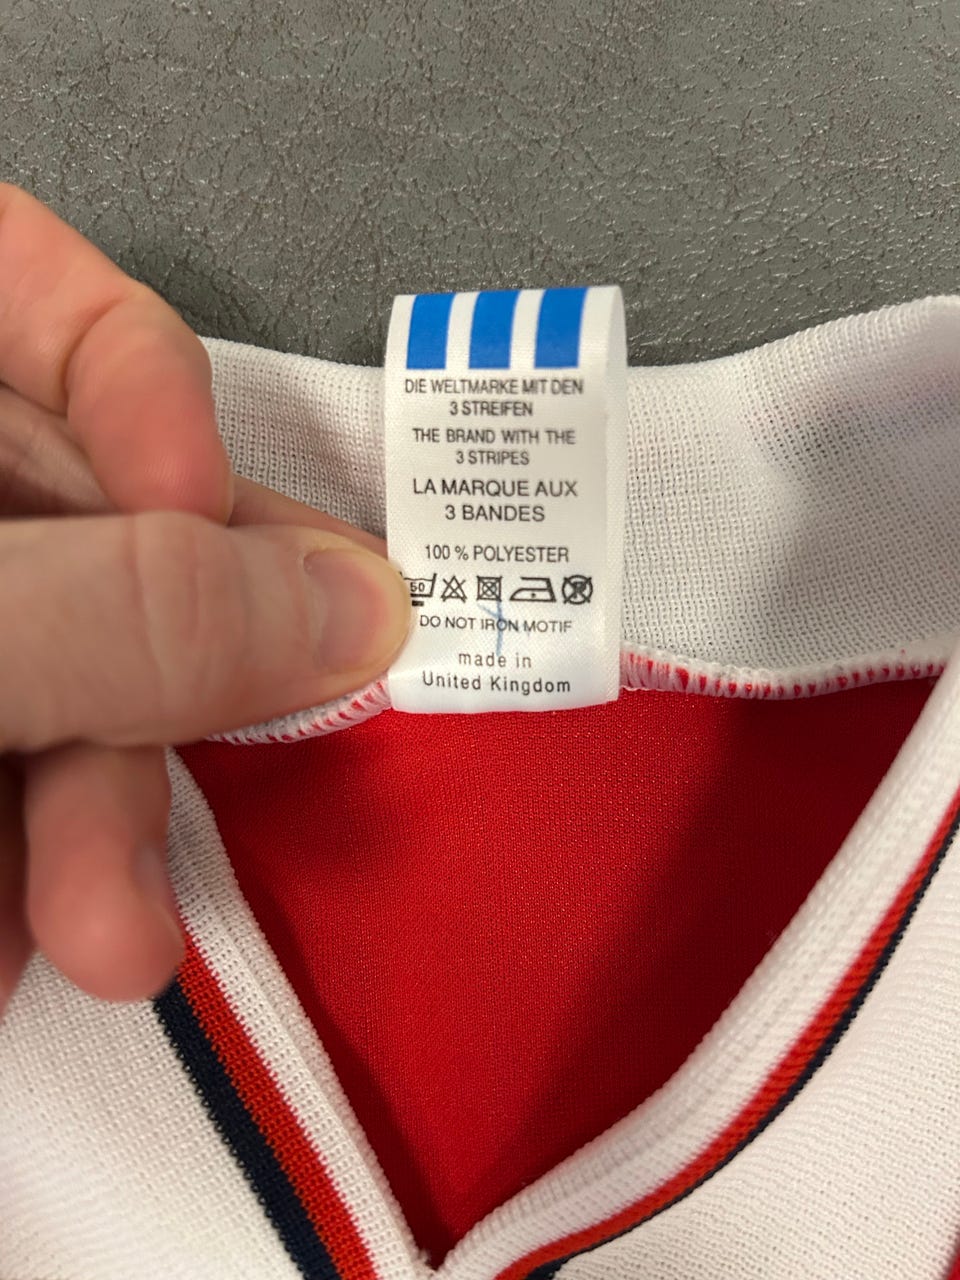 DIE WELTMARKE MIT DEN
3 STREIFEN
THE BRAND WITH THE
3 STRIPES
LA MARQUE AUX
3 BANDES
100 % POLYESTER
50
DO NOT IRON MOTIF
made in
United Kingdom